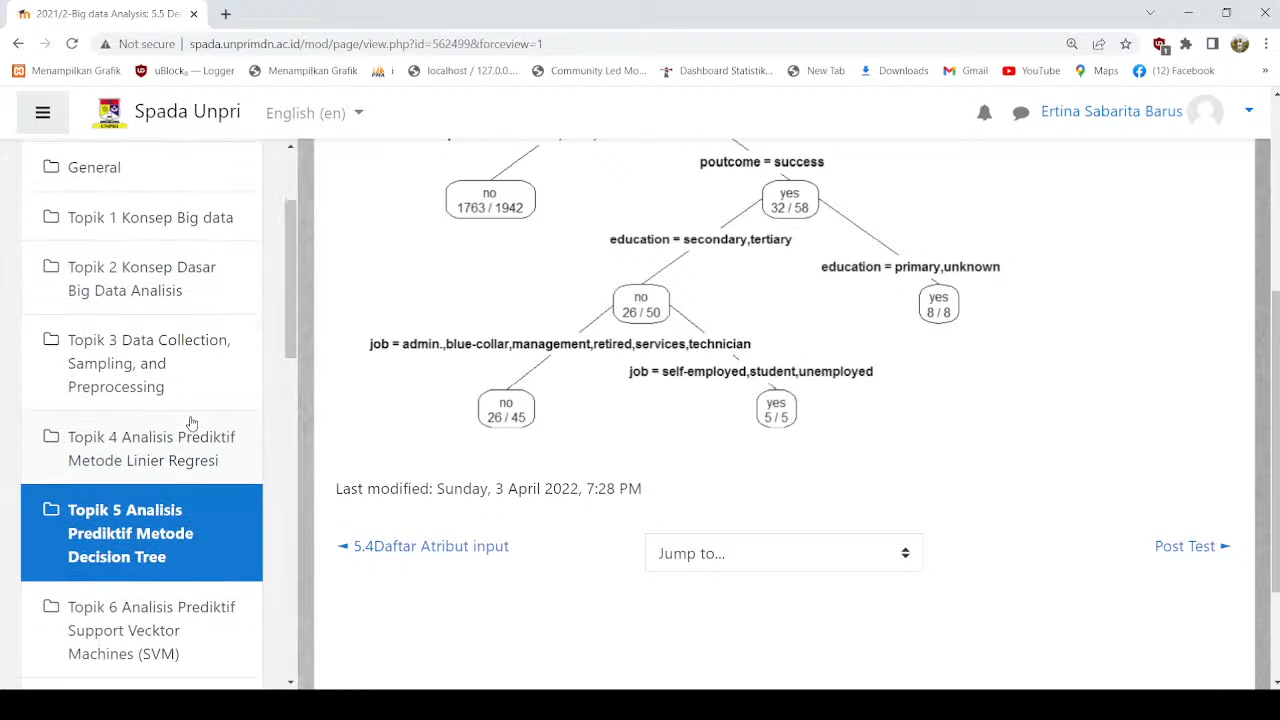 2021/2-Big data Analysis: 5.5 De
Not secure
spada.unprimdn.ac.id/mod/page/view.php?id=562499&forceview=1
1
Menampilkan Grafik
uBlock₀ — Logger
Menampilkan Grafik
PMA
i
localhost / 127.0.0....
Community Led Mo...
Dashboard Statistik...
New Tab
Downloads
Gmail
YouTube
Maps
(12) Facebook
»
UNPRI
Spada Unpri
English (en)
Ertina Sabarita Barus
General
Topik 1 Konsep Big data
Topik 2 Konsep Dasar
Big Data Analisis
Topik 3 Data Collection,
Sampling, and
Preprocessing
Topik 4 Analisis Prediktif
Metode Linier Regresi
Topik 5 Analisis
Prediktif Metode
Decision Tree
Topik 6 Analisis Prediktif
Support Vecktor
Machines (SVM)
poutcome = success
no
1763 / 1942
yes
32 / 58
education = secondary,tertiary
education = primary,unknown
no
26 / 50
yes
8 / 8
job = admin.,blue-collar,management,retired,services,technician
job = self-employed,student,unemployed
no
26 / 45
yes
5 / 5
Last modified: Sunday, 3 April 2022, 7:28 PM
◄ 5.4Daftar Atribut input
Jump to...
Post Test ►